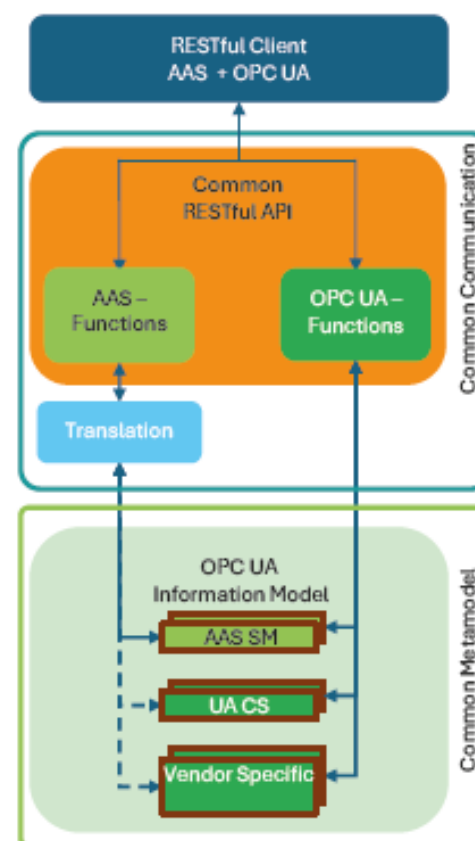 RESTful Client
AAS + OPC UA
Common
RESTful API
AAS –
Functions
OPC UA –
Functions
Translation
Common Communication
OPC UA
Information Model
AAS SM
UA CS
Vendor Specific
Common Metamodel